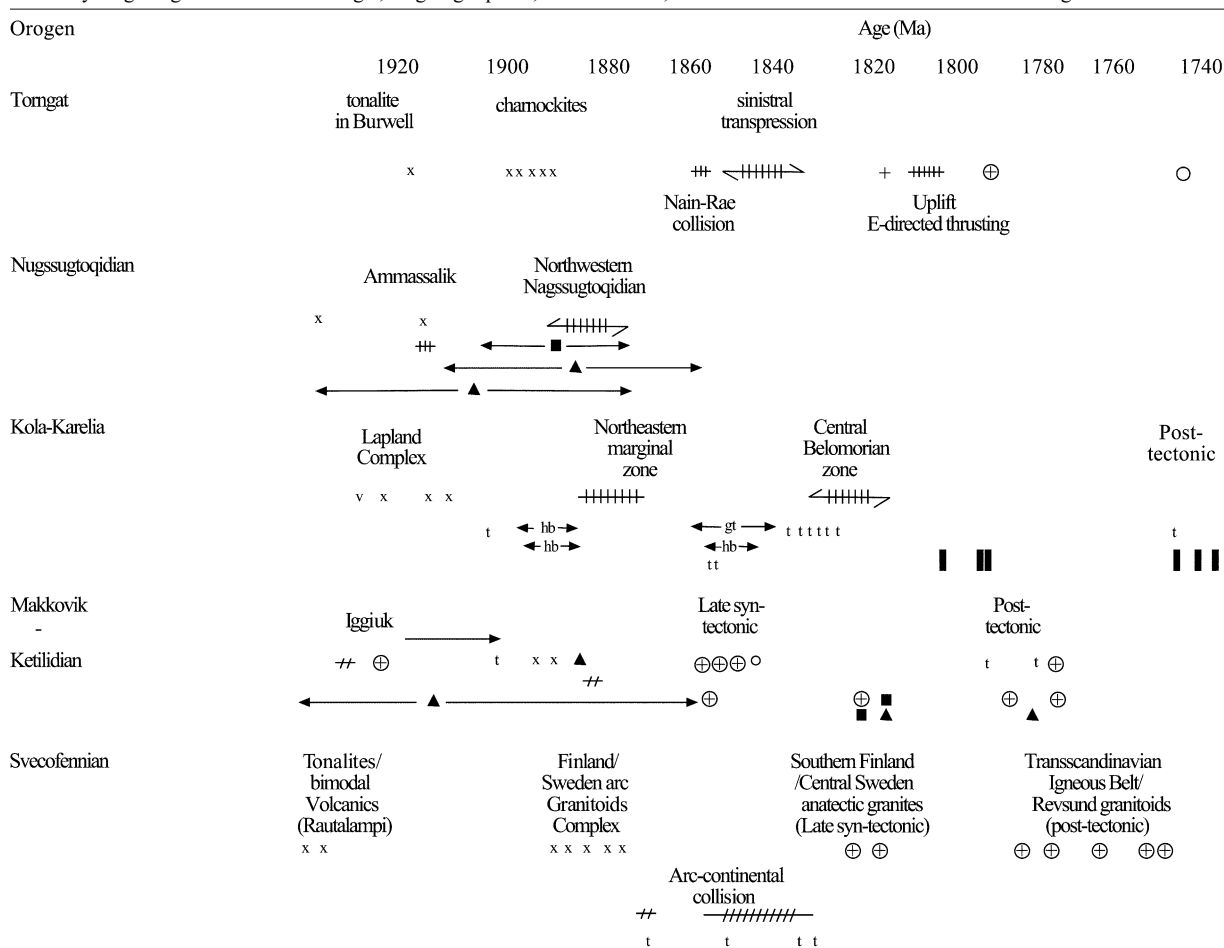 Orogen Age (Ma)
1920 1900 1880 1860 1840 1820 1800 1780 1760 1740
Torngat tonalite charnockites sinistral
in Burwell transpression
x xx xxx +
Nain-Rae Uplift
collision E-directed thrusting
Nugssugtoqidian Ammassalik Northwestern
Nagssugtoqidian
x x
Kola-Karelia Lapland Northeastern Central Post-
Complex marginal Belomorian tectonic
zone zone
v x x x
t hb gt t t t t t t
hb hb
t t
Makkovik Iggiuk Late syn- Post-
- tectonic tectonic
Ketilidian t x x t t
Svecofennian Tonalites/ Finland/ Southern Finland Transscandinavian
bimodal Sweden arc /Central Sweden Igneous Belt/
Volcanics Granitoids anatectic granites Revsund granitoids
(Rautalampi) Complex (Late syn-tectonic) (post-tectonic)
x x x x x x x
Arc-continental
collision
t t t t